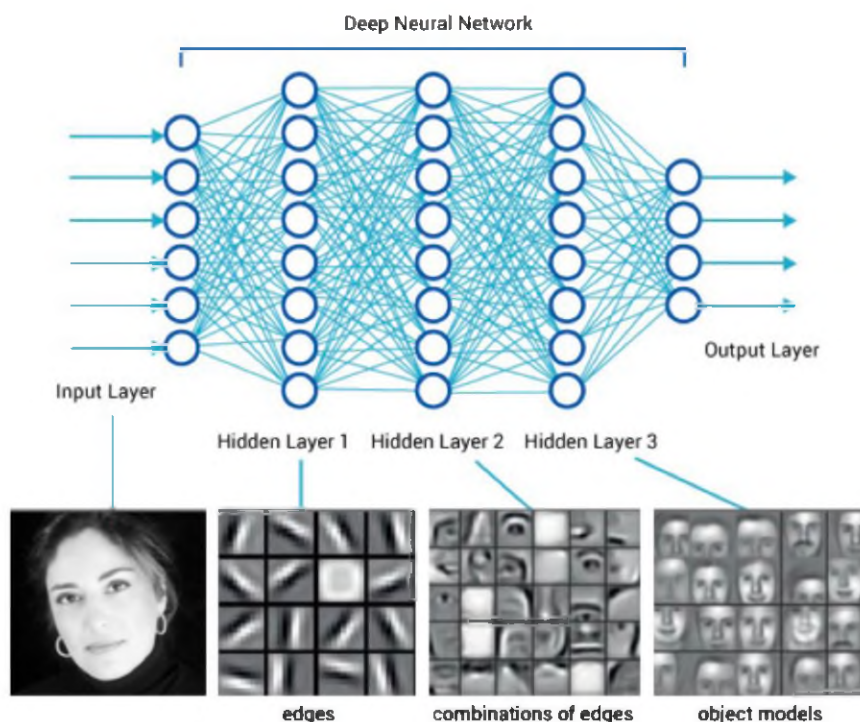 Deep Neural Network
Output Layer
Input Layer
Hidden Layer 1
Hidden Layer 2
Hidden Layer 3
edges
combinations of edges
object models